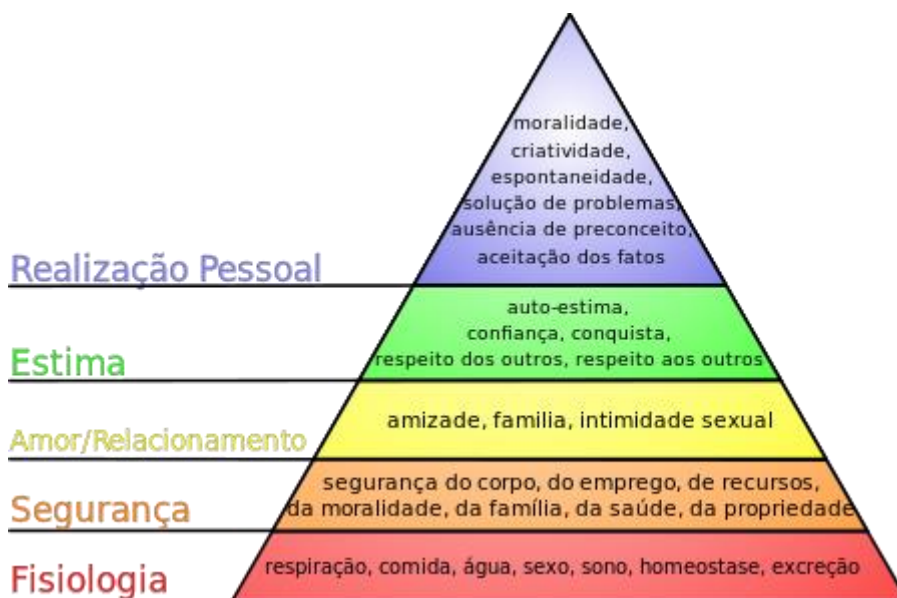 moralidade,
criatividade,
espontaneidade,
solução de problemas,
ausência de preconceito,
aceitação dos fatos
Realização Pessoal
auto-estima,
confiança, conquista,
respeito dos outros, respeito aos outros
Estima
amizade, familia, intimidade sexual
Amor/Relacionamento
segurança do corpo, do emprego, de recursos,
da moralidade, da família, da saúde, da propriedade
Segurança
respiração, comida, água, sexo, sono, homeostase, excreção
Fisiologia